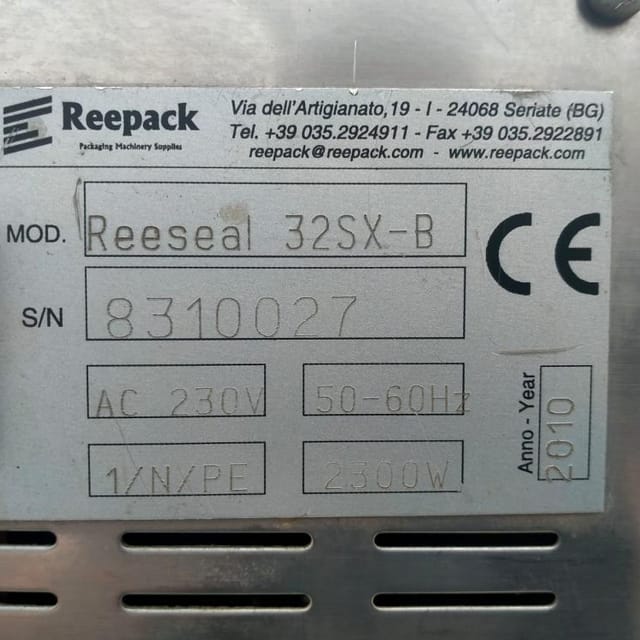 Reepack
Packaging Machinery Supplies
Via dell'Artigianato,19 - I - 24068 Seriate (BG)
Tel. +39 035.2924911 - Fax +39 035.2922891
reepack@reepack.com - www.reepack.com
MOD. Reeseal 32SX-B
S/N 8310027
CE
AC 230V 50-60Hz
1/N/PE 2300W
Anno - Year 2010